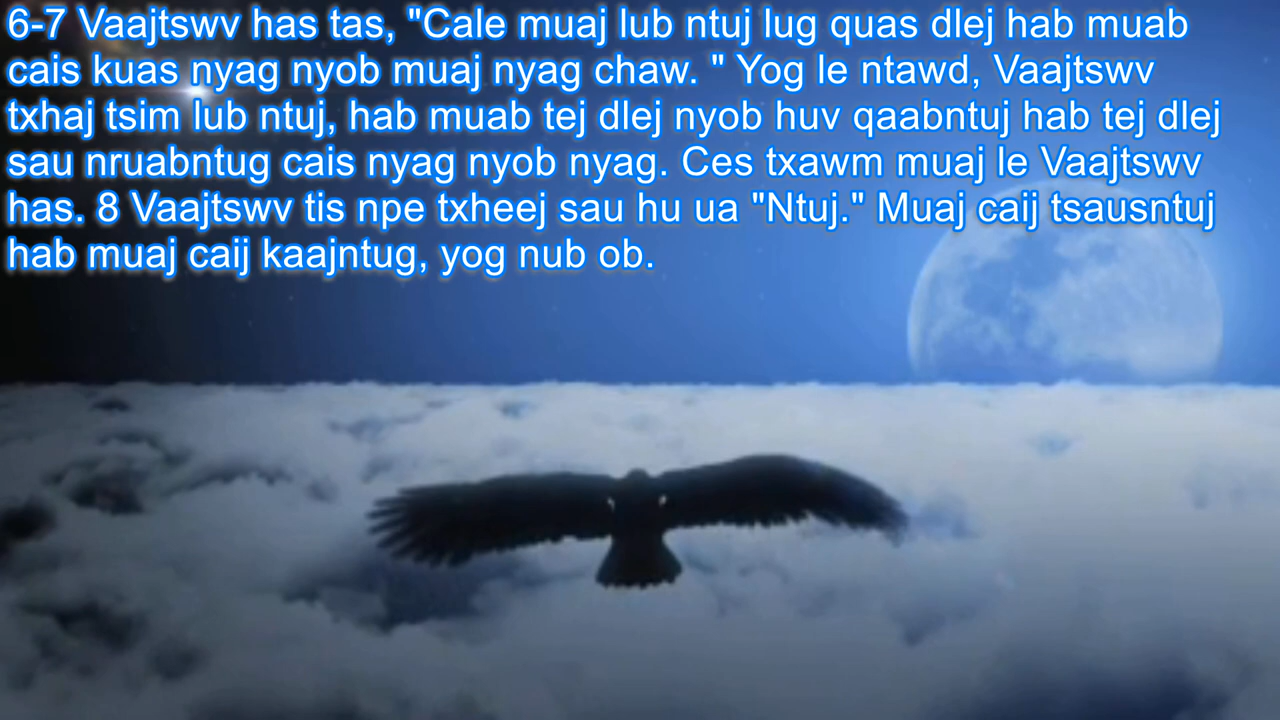 6-7 Vaajtswv has tas, "Cale muaj lub ntuj lug quas dlej hab muab
cais kuas nyag nyob muaj nyag chaw. " Yog le ntawd, Vaajtswv
txhaj tsim lub ntuj, hab muab tej dlej nyob huv qaabntuj hab tej dlej
sau nruabntug cais nyag nyob nyag. Ces txawm muaj le Vaajtswv
has. 8 Vaajtswv tis npe txheej sau hu ua "Ntuj." Muaj caij tsausntuj
hab muaj caij kaajntug, yog nub ob.